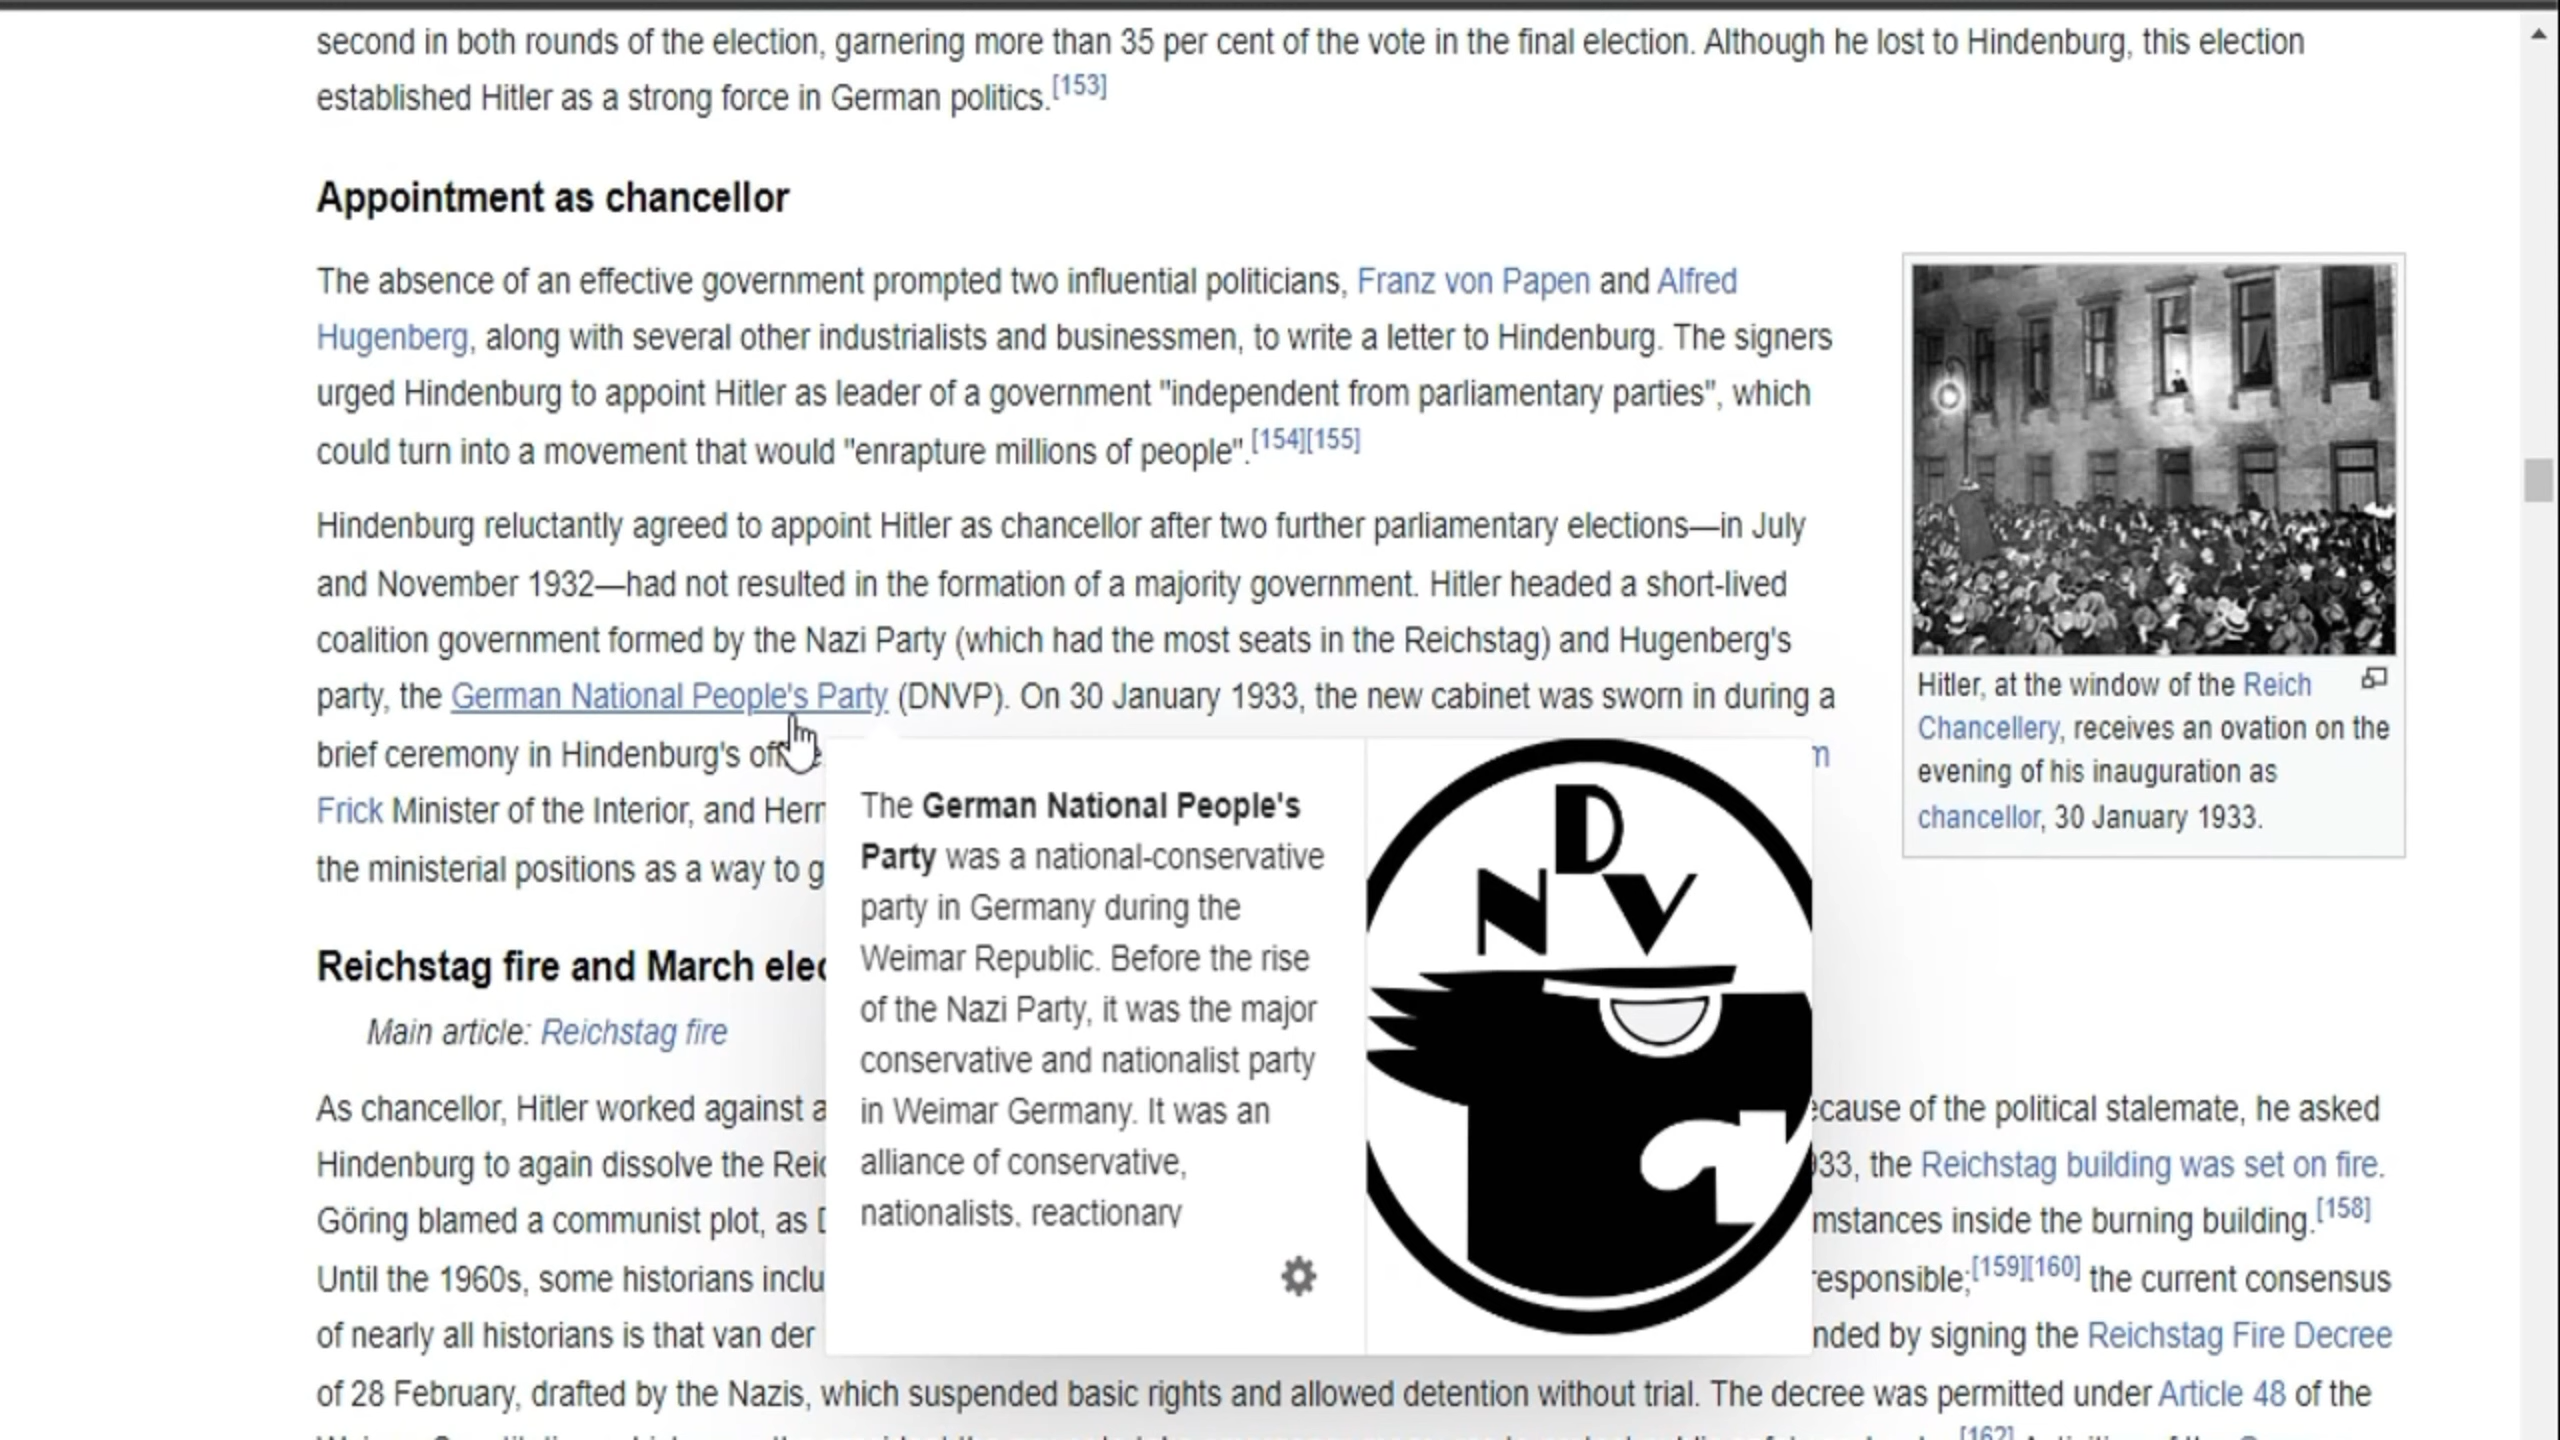 second in both rounds of the election, garnering more than 35 per cent of the vote in the final election. Although he lost to Hindenburg, this election
established Hitler as a strong force in German politics.[153]
Appointment as chancellor
The absence of an effective government prompted two influential politicians, Franz von Papen and Alfred
Hugenberg, along with several other industrialists and businessmen, to write a letter to Hindenburg. The signers
urged Hindenburg to appoint Hitler as leader of a government "independent from parliamentary parties", which
could turn into a movement that would "enrapture millions of people".[154][155]
Hindenburg reluctantly agreed to appoint Hitler as chancellor after two further parliamentary elections—in July
and November 1932—had not resulted in the formation of a majority government. Hitler headed a short-lived
coalition government formed by the Nazi Party (which had the most seats in the Reichstag) and Hugenberg's
party, the German National People's Party (DNVP). On 30 January 1933, the new cabinet was sworn in during a
brief ceremony in Hindenburg's
Frick Minister of the Interior, and
the ministerial positions as a way to
Hitler, at the window of the Reich
Chancellery, receives an ovation on the
evening of his inauguration as
chancellor, 30 January 1933.
The German National People's
Party was a national-conservative
party in Germany during the
Weimar Republic. Before the rise
of the Nazi Party, it was the major
conservative and nationalist party
in Weimar Germany. It was an
alliance of conservative,
nationalists, reactionary
D
N V
Reichstag fire and March
Main article: Reichstag fire
As chancellor, Hitler worked against
of the political stalemate, he asked
Hindenburg to again dissolve the
33, the Reichstag building was set on fire.
Göring blamed a communist plot, as
inside the burning building.[158]
Until the 1960s, some historians
responsible;[159][160] the current consensus
of nearly all historians is that van der
by signing the Reichstag Fire Decree
of 28 February, drafted by the Nazis, which suspended basic rights and allowed detention without trial. The decree was permitted under Article 48 of the
[162]